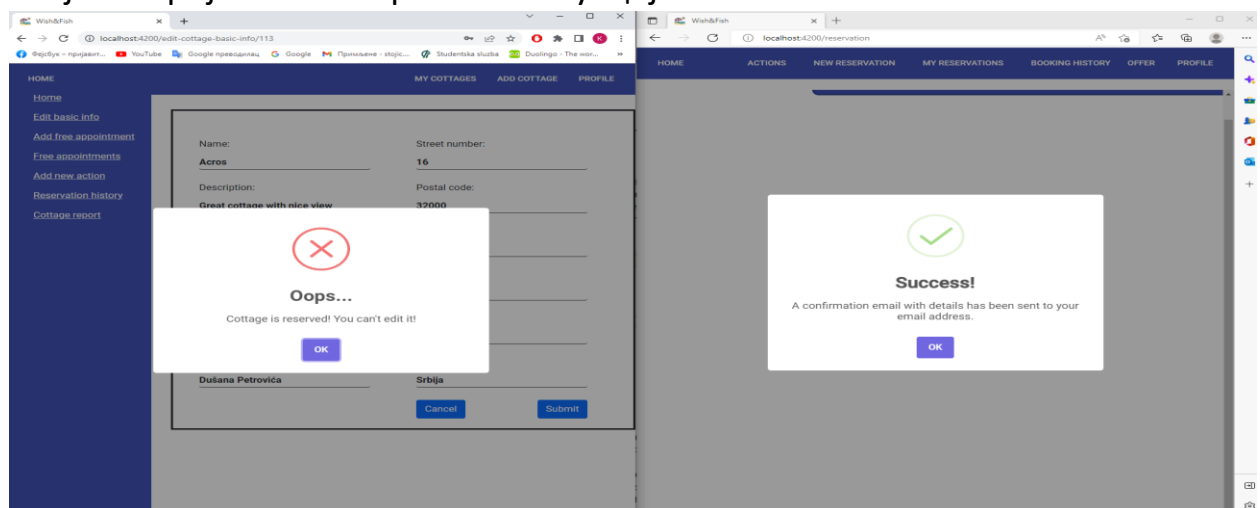 Wish&Fish
localhost:4200/edit-cottage-basic-info/113
Фејсбук – пријавит...
YouTube
Google преводилац
Google
Примљене - stojic...
Studentska sluzba
Duolingo - The wor...
HOME
MY COTTAGES
ADD COTTAGE
PROFILE
Home
Edit basic info
Add free appointment
Free appointments
Add new action
Reservation history
Cottage report
Name:
Street number:
Acros
16
Description:
Postal code:
Great cottage with nice view
32000
Oops...
Cottage is reserved! You can't edit it!
OK
Dušana Petrovića
Srbija
Cancel
Submit
Wish&Fish
localhost:4200/reservation
HOME
ACTIONS
NEW RESERVATION
MY RESERVATIONS
BOOKING HISTORY
OFFER
PROFILE
Success!
A confirmation email with details has been sent to your
email address.
OK